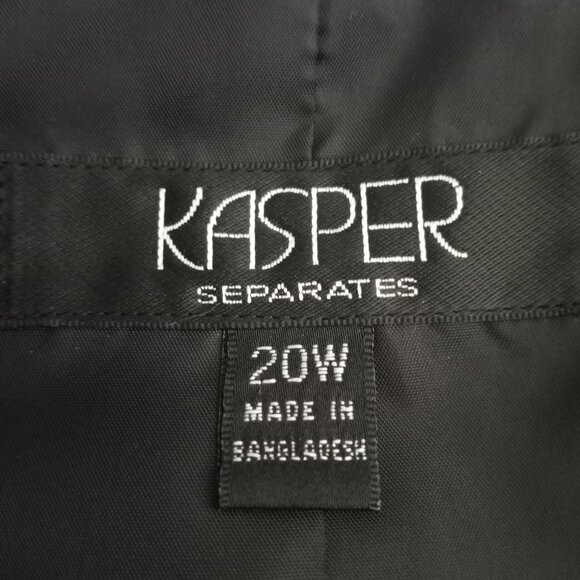 KASPER
SEPARATES
20W
MADE IN
BANGLADESH